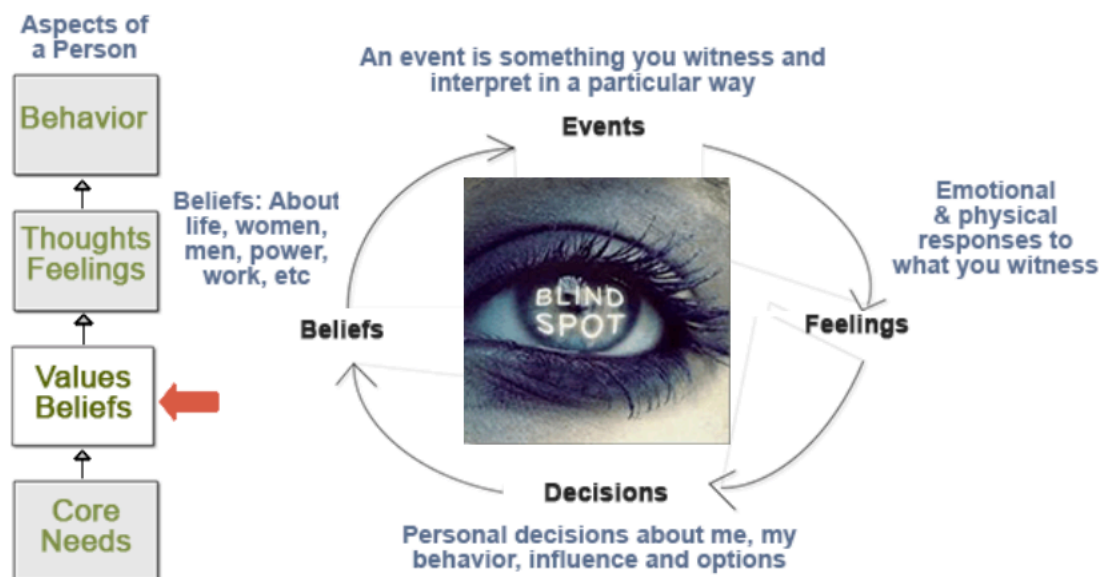 Aspects of
a Person
Behavior
Thoughts
Feelings
Values
Beliefs
Core
Needs
An event is something you witness and
interpret in a particular way
Events
Beliefs: About
life, women,
men, power,
work, etc
Emotional
& physical
responses to
what you witness
BLIND
SPOT
Beliefs
Feelings
Decisions
Personal decisions about me, my
behavior, influence and options